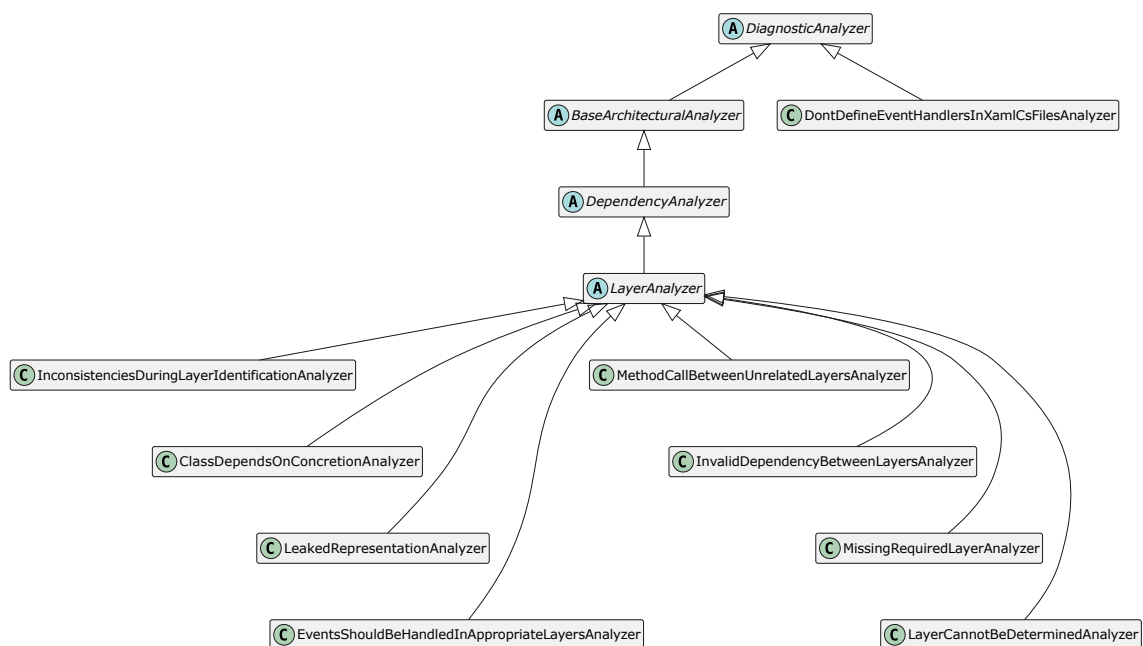 A DiagnosticAnalyzer
A BaseArchitecturalAnalyzer
C DontDefineEventHandlersInXamlCsFilesAnalyzer
A DependencyAnalyzer
A LayerAnalyzer
C InconsistenciesDuringLayerIdentificationAnalyzer
C MethodCallBetweenUnrelatedLayersAnalyzer
C ClassDependsOnConcretionAnalyzer
C InvalidDependencyBetweenLayersAnalyzer
C LeakedRepresentationAnalyzer
C MissingRequiredLayerAnalyzer
C EventsShouldBeHandledInAppropriateLayersAnalyzer
C LayerCannotBeDeterminedAnalyzer